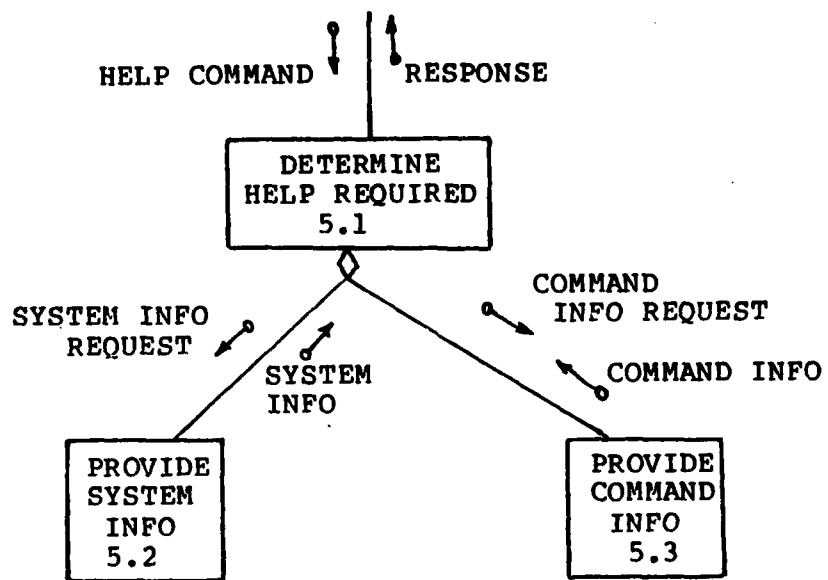 HELP COMMAND
RESPONSE
DETERMINE
HELP REQUIRED
5.1
SYSTEM INFO
REQUEST
SYSTEM
INFO
COMMAND
INFO REQUEST
COMMAND INFO
PROVIDE
SYSTEM
INFO
5.2
PROVIDE
COMMAND
INFO
5.3